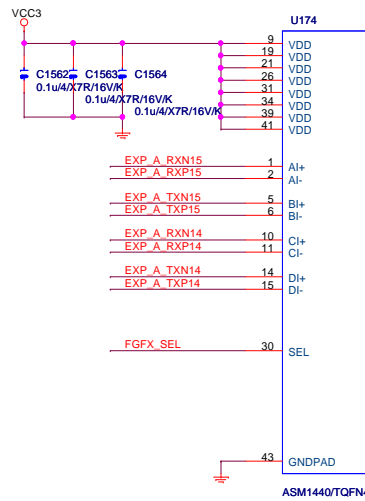 VCC3
U174
9 VDD
19 VDD
21 VDD
26 VDD
31 VDD
34 VDD
39 VDD
41 VDD
C1562
0.1u/4/X7R/16V/K
C1563
0.1u/4/X7R/16V/K
C1564
0.1u/4/X7R/16V/K
EXP_A_RXN15 1 AI+
EXP_A_RXP15 2 AI-
EXP_A_TXN15 5 BI+
EXP_A_TXP15 6 BI-
EXP_A_RXN14 10 CI+
EXP_A_RXP14 11 CI-
EXP_A_TXN14 14 DI+
EXP_A_TXP14 15 DI-
FGFX_SEL 30 SEL
43 GNDPAD
ASM1440/TQFN4